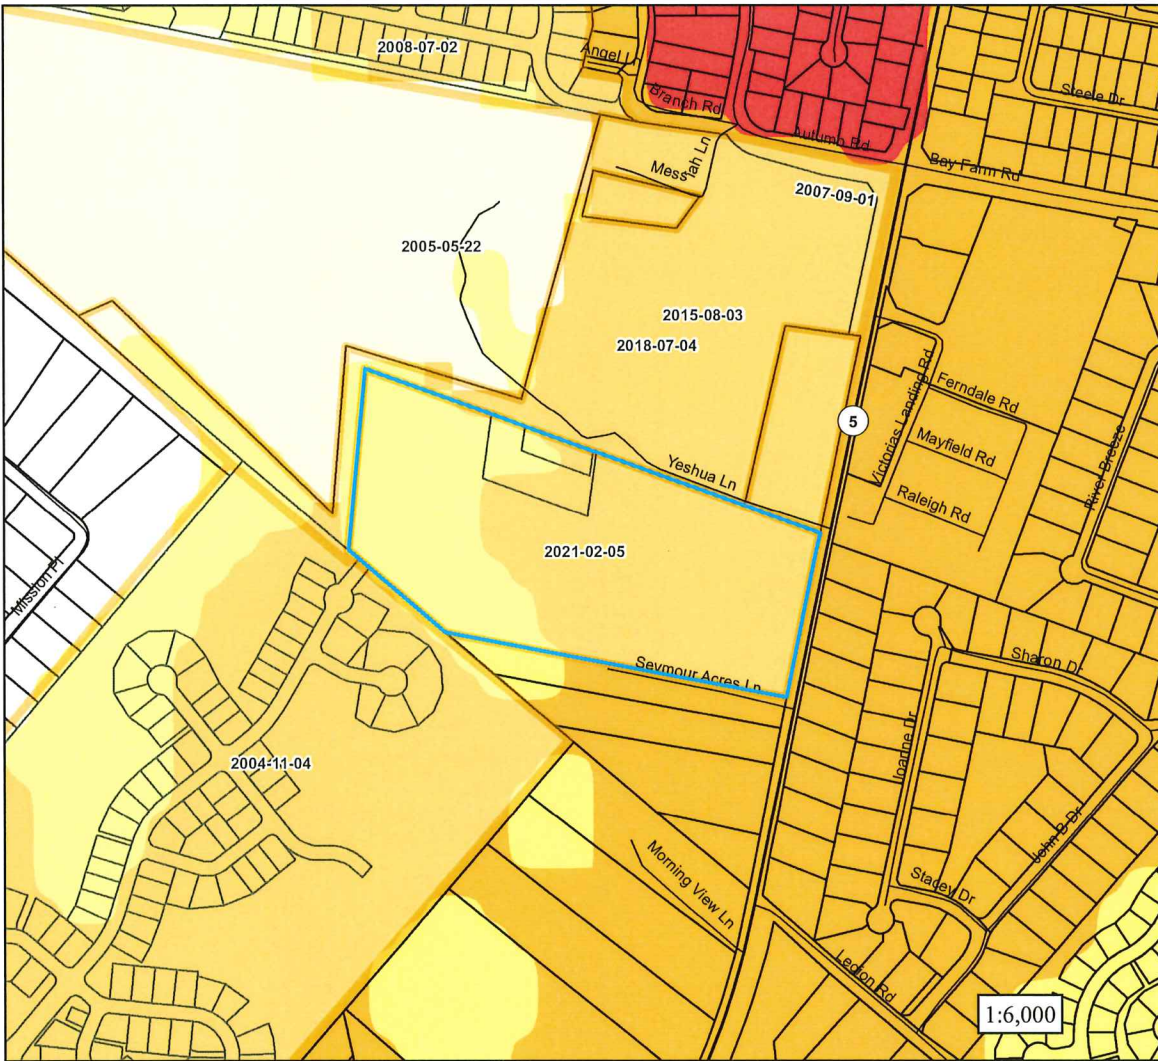 2008-07-02
Angel Ln
Branch Rd
Steele Dr
Autumn Rd
Bay Farm Rd
Messiah Ln
2007-09-01
2005-05-22
2015-08-03
2018-07-04
Victorias Landing Rd
Ferndale Rd
5
Mayfield Rd
River Breeze
Yeshua Ln
Raleigh Rd
2021-02-05
Mission Pl
Seymour Acres Ln
Sharon Dr
Joanne Dr
2004-11-04
John B Dr
Morning View Ln
Stacey Dr
Legion Rd
1:6,000